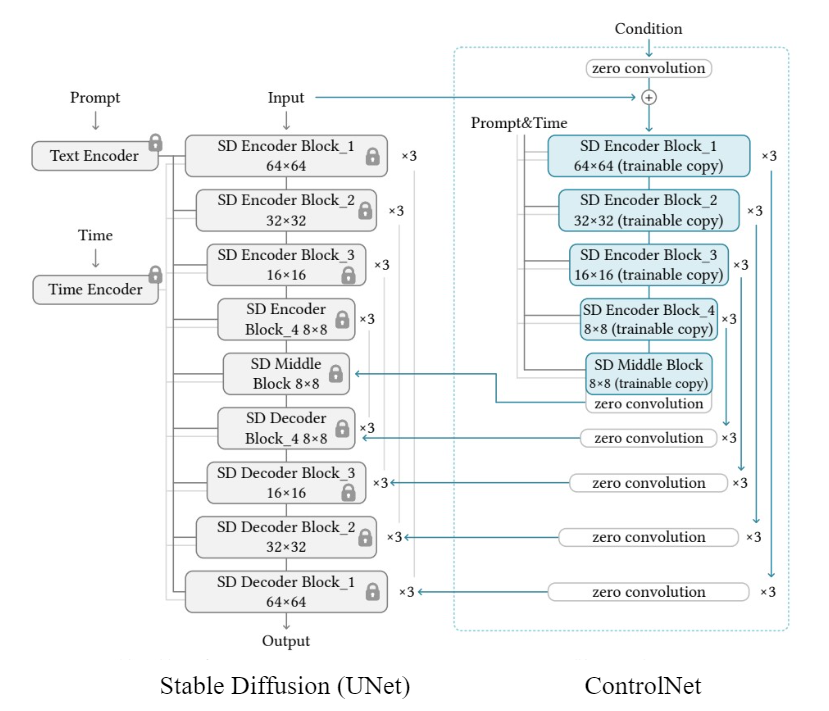 Condition
zero convolution
Prompt
Input
+
Prompt&Time
Text Encoder
SD Encoder Block_1
64×64
×3
SD Encoder Block_1
64×64 (trainable copy)
×3
SD Encoder Block_2
32×32
×3
SD Encoder Block_2
32×32 (trainable copy)
×3
Time
SD Encoder Block_3
16×16
×3
SD Encoder Block_3
16×16 (trainable copy)
×3
Time Encoder
SD Encoder
Block_4 8×8
×3
SD Encoder Block_4
8×8 (trainable copy)
×3
SD Middle
Block 8×8
SD Middle Block
8×8 (trainable copy)
zero convolution
SD Decoder
Block_4 8×8
×3
zero convolution
×3
SD Decoder Block_3
16×16
×3
zero convolution
×3
SD Decoder Block_2
32×32
×3
zero convolution
×3
SD Decoder Block_1
64×64
×3
zero convolution
×3
Output
Stable Diffusion (UNet)
ControlNet